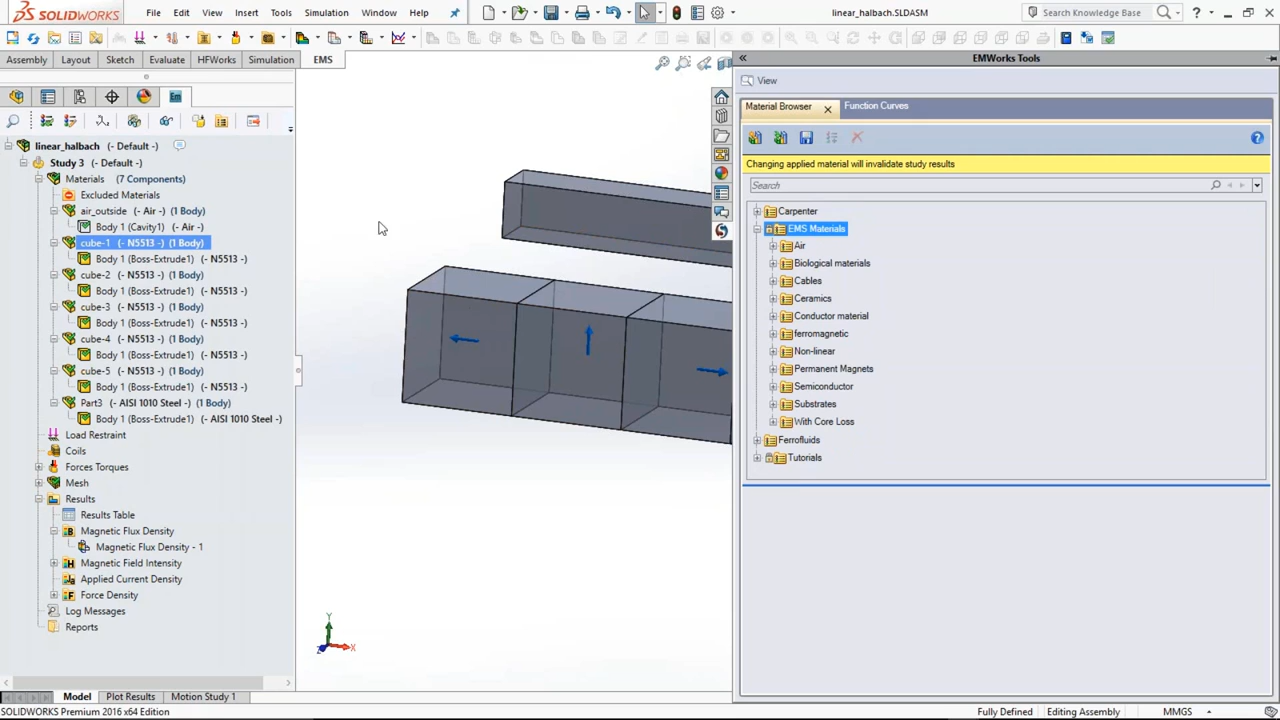 SOLIDWORKS File Edit View Insert Tools Simulation Window Help linear_halbach.SLDASM Search Knowledge Base ?
Assembly Layout Sketch Evaluate HFWorks Simulation EMS
EMWorks Tools
View
Material Browser Function Curves
Changing applied material will invalidate study results
Search
Carpenter
EMS Materials
Air
Biological materials
Cables
Ceramics
Conductor material
ferromagnetic
Non-linear
Permanent Magnets
Semiconductor
Substrates
With Core Loss
Ferrofluids
Tutorials
linear_halbach (- Default -)
Study 3 (- Default -)
Materials (7 Components)
Excluded Materials
air_outside (- Air -) (1 Body)
Body 1 (Cavity1) (- Air -)
cube-1 (- N5513 -) (1 Body)
Body 1 (Boss-Extrude1) (- N5513 -)
cube-2 (- N5513 -) (1 Body)
Body 1 (Boss-Extrude1) (- N5513 -)
cube-3 (- N5513 -) (1 Body)
Body 1 (Boss-Extrude1) (- N5513 -)
cube-4 (- N5513 -) (1 Body)
Body 1 (Boss-Extrude1) (- N5513 -)
cube-5 (- N5513 -) (1 Body)
Body 1 (Boss-Extrude1) (- N5513 -)
Part3 (- AISI 1010 Steel -) (1 Body)
Body 1 (Boss-Extrude1) (- AISI 1010 Steel -)
Load Restraint
Coils
Forces Torques
Mesh
Results
Results Table
Magnetic Flux Density
Magnetic Flux Density - 1
Magnetic Field Intensity
Applied Current Density
Force Density
Log Messages
Reports
Y
Z X
Model Plot Results Motion Study 1
SOLIDWORKS Premium 2016 x64 Edition Fully Defined Editing Assembly MMGS